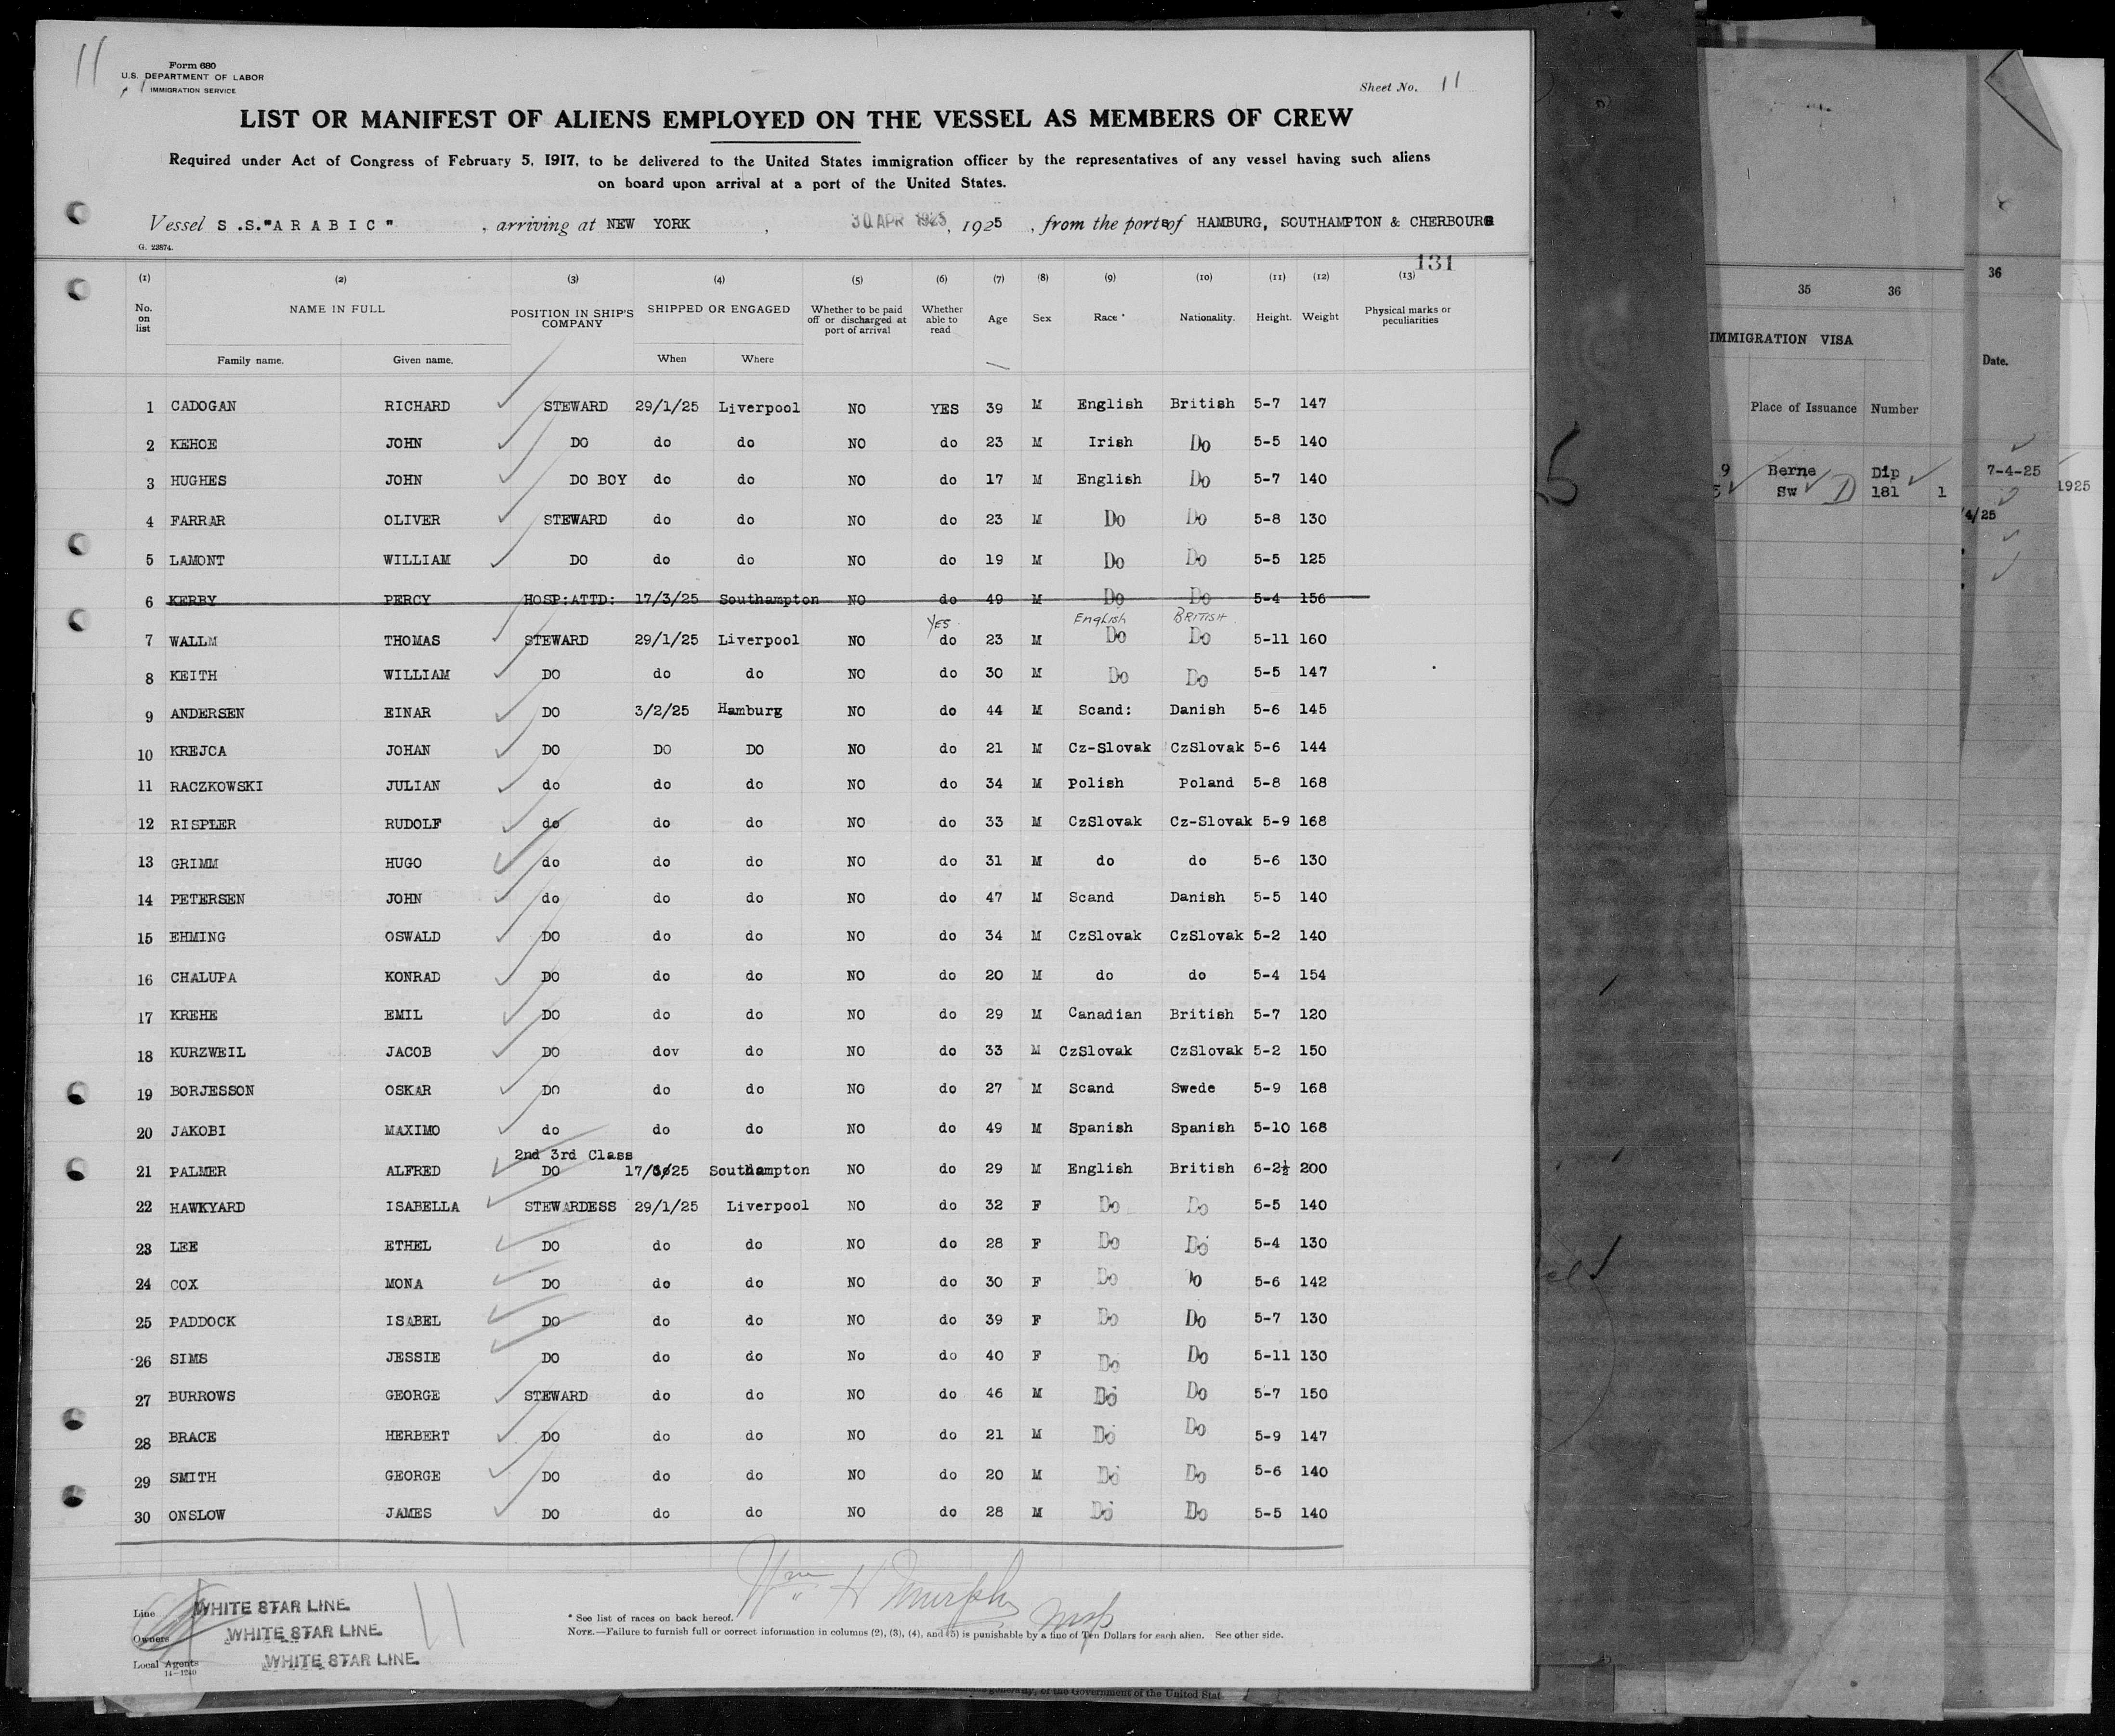 11
Form 680
U.S. DEPARTMENT OF LABOR
IMMIGRATION SERVICE
Sheet No. 11
LIST OR MANIFEST OF ALIENS EMPLOYED ON THE VESSEL AS MEMBERS OF CREW
Required under Act of Congress of February 5, 1917, to be delivered to the United States immigration officer by the representatives of any vessel having such aliens
on board upon arrival at a port of the United States.
Vessel S.S."ARABIC" , arriving at NEW YORK , 30 APR 1925, 1925 , from the ports of HAMBURG, SOUTHAMPTON & CHERBOURG
G. 23874.
131
(1) (2) (3) (4) (5) (6) (7) (8) (9) (10) (11) (12) (13)
No. on list NAME IN FULL POSITION IN SHIP'S COMPANY SHIPPED OR ENGAGED Whether to be paid off or discharged at port of arrival Whether able to read Age Sex Race * Nationality. Height. Weight Physical marks or peculiarities
Family name. Given name. When Where
1 CADOGAN RICHARD STEWARD 29/1/25 Liverpool NO YES 39 M English British 5-7 147
2 KEHOE JOHN DO do do NO do 23 M Irish Do 5-5 140
3 HUGHES JOHN DO BOY do do NO do 17 M English Do 5-7 140
4 FARRAR OLIVER STEWARD do do NO do 23 M Do Do 5-8 130
5 LAMONT WILLIAM DO do do NO do 19 M Do Do 5-5 125
6 KERBY PERCY HOSP:ATTD: 17/3/25 Southampton NO do 49 M Do Do 5-4 156
YES English BRITISH
7 WALLM THOMAS STEWARD 29/1/25 Liverpool NO do 23 M Do Do 5-11 160
8 KEITH WILLIAM DO do do NO do 30 M Do Do 5-5 147
9 ANDERSEN EINAR DO 3/2/25 Hamburg NO do 44 M Scand: Danish 5-6 145
10 KREJCA JOHAN DO DO DO NO do 21 M Cz-Slovak CzSlovak 5-6 144
11 RACZKOWSKI JULIAN do do do NO do 34 M Polish Poland 5-8 168
12 RISPLER RUDOLF do do do NO do 33 M CzSlovak Cz-Slovak 5-9 168
13 GRIMM HUGO do do do NO do 31 M do do 5-6 130
14 PETERSEN JOHN do do do NO do 47 M Scand Danish 5-5 140
15 EHMING OSWALD DO do do NO do 34 M CzSlovak CzSlovak 5-2 140
16 CHALUPA KONRAD DO do do NO do 20 M do do 5-4 154
17 KREHE EMIL DO do do NO do 29 M Canadian British 5-7 120
18 KURZWEIL JACOB DO dov do NO do 33 M CzSlovak CzSlovak 5-2 150
19 BORJESSON OSKAR DO do do NO do 27 M Scand Swede 5-9 168
20 JAKOBI MAXIMO do do do NO do 49 M Spanish Spanish 5-10 168
2nd 3rd Class
21 PALMER ALFRED DO 17/3/25 Southampton NO do 29 M English British 6-2½ 200
22 HAWKYARD ISABELLA STEWARDESS 29/1/25 Liverpool NO do 32 F Do Do 5-5 140
23 LEE ETHEL DO do do NO do 28 F Do Do 5-4 130
24 COX MONA DO do do NO do 30 F Do Do 5-6 142
25 PADDOCK ISABEL DO do do NO do 39 F Do Do 5-7 130
26 SIMS JESSIE DO do do No do 40 F Do Do 5-11 130
27 BURROWS GEORGE STEWARD do do NO do 46 M Do Do 5-7 150
28 BRACE HERBERT DO do do NO do 21 M Do Do 5-9 147
29 SMITH GEORGE DO do do NO do 20 M Do Do 5-6 140
30 ONSLOW JAMES DO do do NO do 28 M Do Do 5-5 140
Wm H Murphy
Line WHITE STAR LINE.
Owners WHITE STAR LINE.
Local Agents WHITE STAR LINE.
14-1240
11
* See list of races on back hereof.
NOTE.—Failure to furnish full or correct information in columns (2), (3), (4), and (5) is punishable by a fine of Ten Dollars for each alien. See other side.
of the Government of the United Stat
35 36
IMMIGRATION VISA
Place of Issuance Number
9 Berne Dip
Sw D 181 1
36
Date.
7-4-25
/4/25
1925